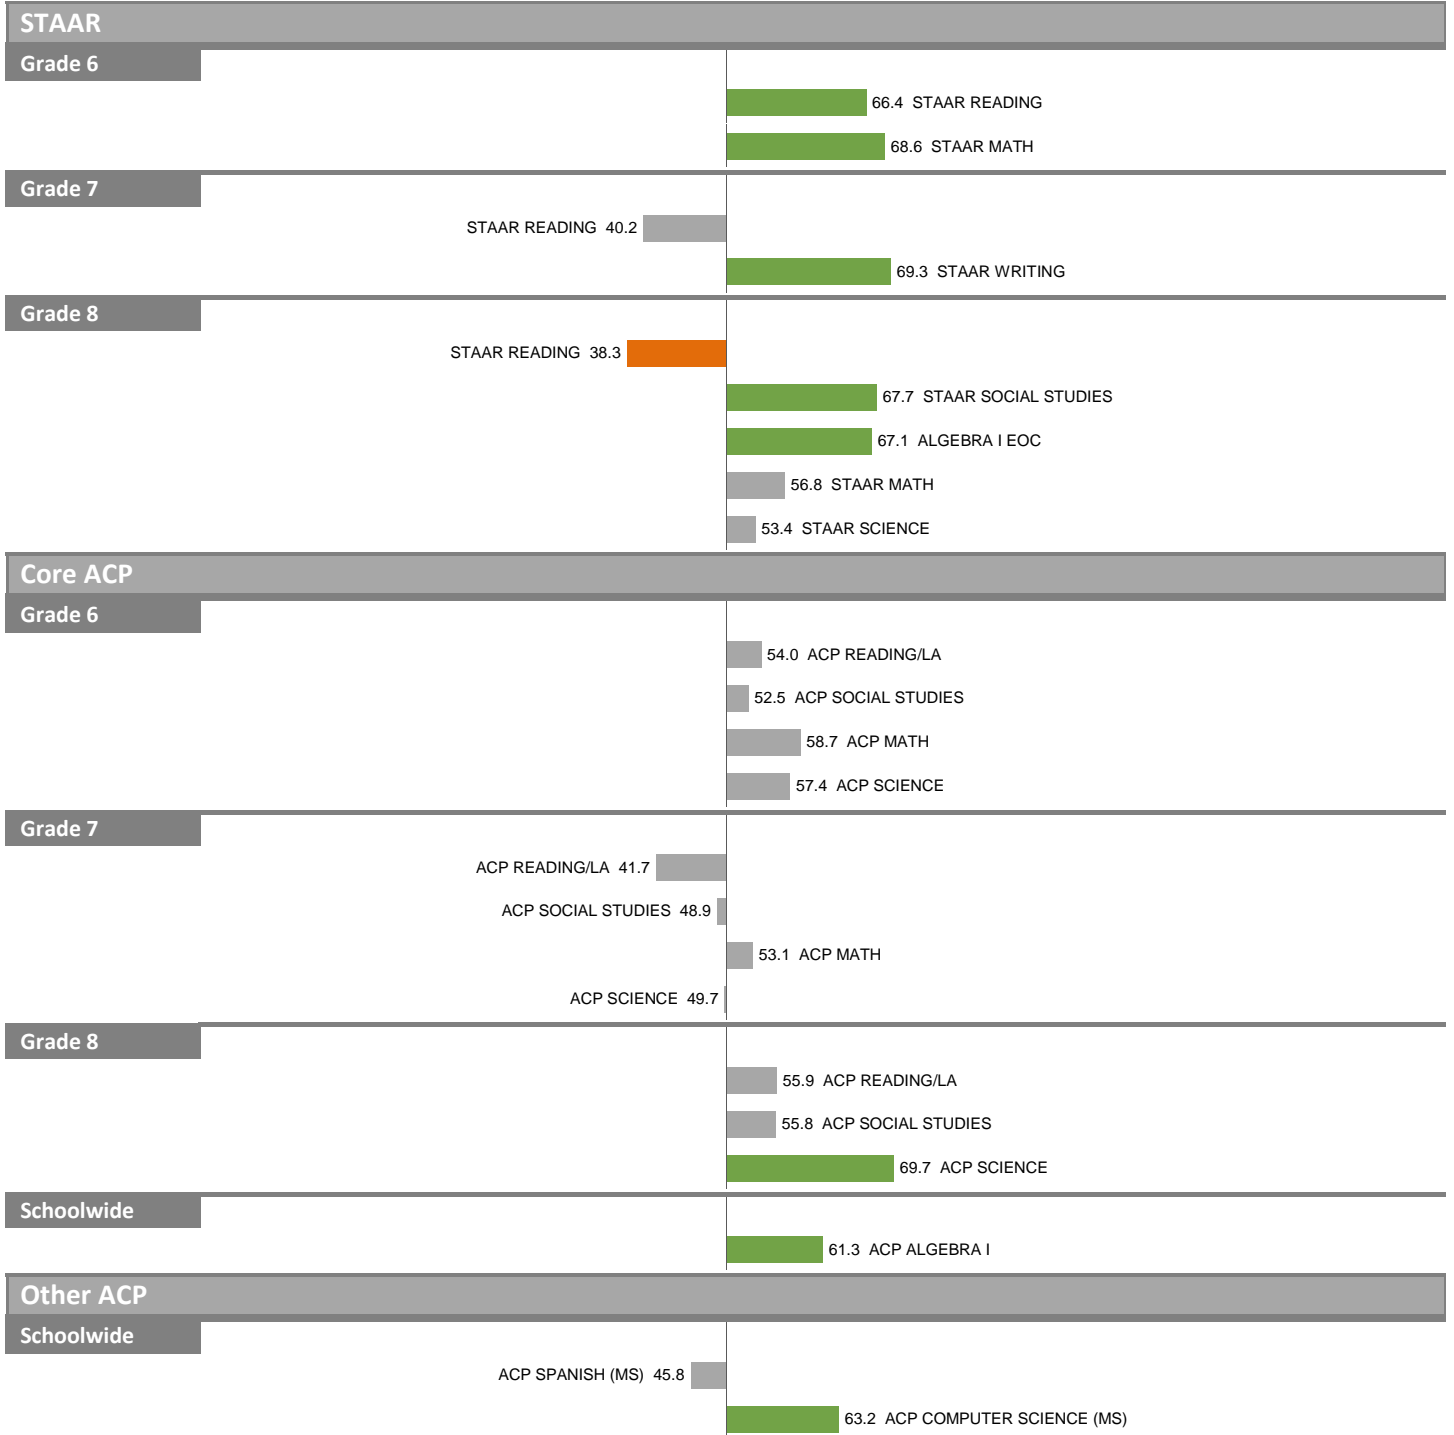 STAAR
Grade 6
66.4 STAAR READING
68.6 STAAR MATH
Grade 7
STAAR READING 40.2
69.3 STAAR WRITING
Grade 8
STAAR READING 38.3
67.7 STAAR SOCIAL STUDIES
67.1 ALGEBRA I EOC
56.8 STAAR MATH
53.4 STAAR SCIENCE
Core ACP
Grade 6
54.0 ACP READING/LA
52.5 ACP SOCIAL STUDIES
58.7 ACP MATH
57.4 ACP SCIENCE
Grade 7
ACP READING/LA 41.7
ACP SOCIAL STUDIES 48.9
53.1 ACP MATH
ACP SCIENCE 49.7
Grade 8
55.9 ACP READING/LA
55.8 ACP SOCIAL STUDIES
69.7 ACP SCIENCE
Schoolwide
61.3 ACP ALGEBRA I
Other ACP
Schoolwide
ACP SPANISH (MS) 45.8
63.2 ACP COMPUTER SCIENCE (MS)